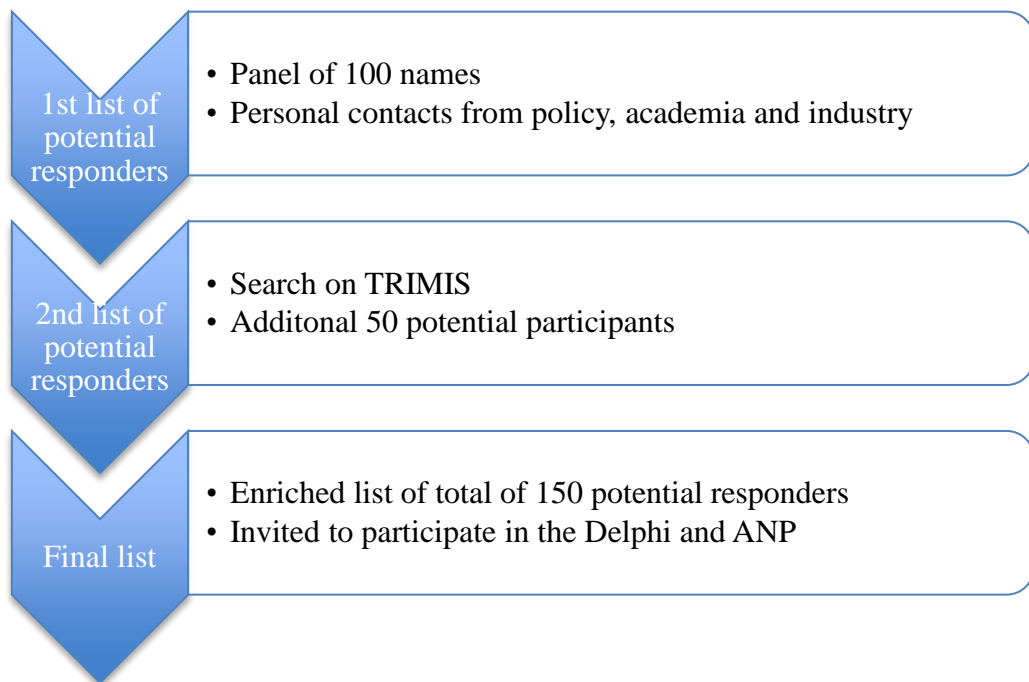 1st list of
potential
responders
• Panel of 100 names
• Personal contacts from policy, academia and industry
2nd list of
potential
responders
• Search on TRIMIS
• Additonal 50 potential participants
Final list
• Enriched list of total of 150 potential responders
• Invited to participate in the Delphi and ANP